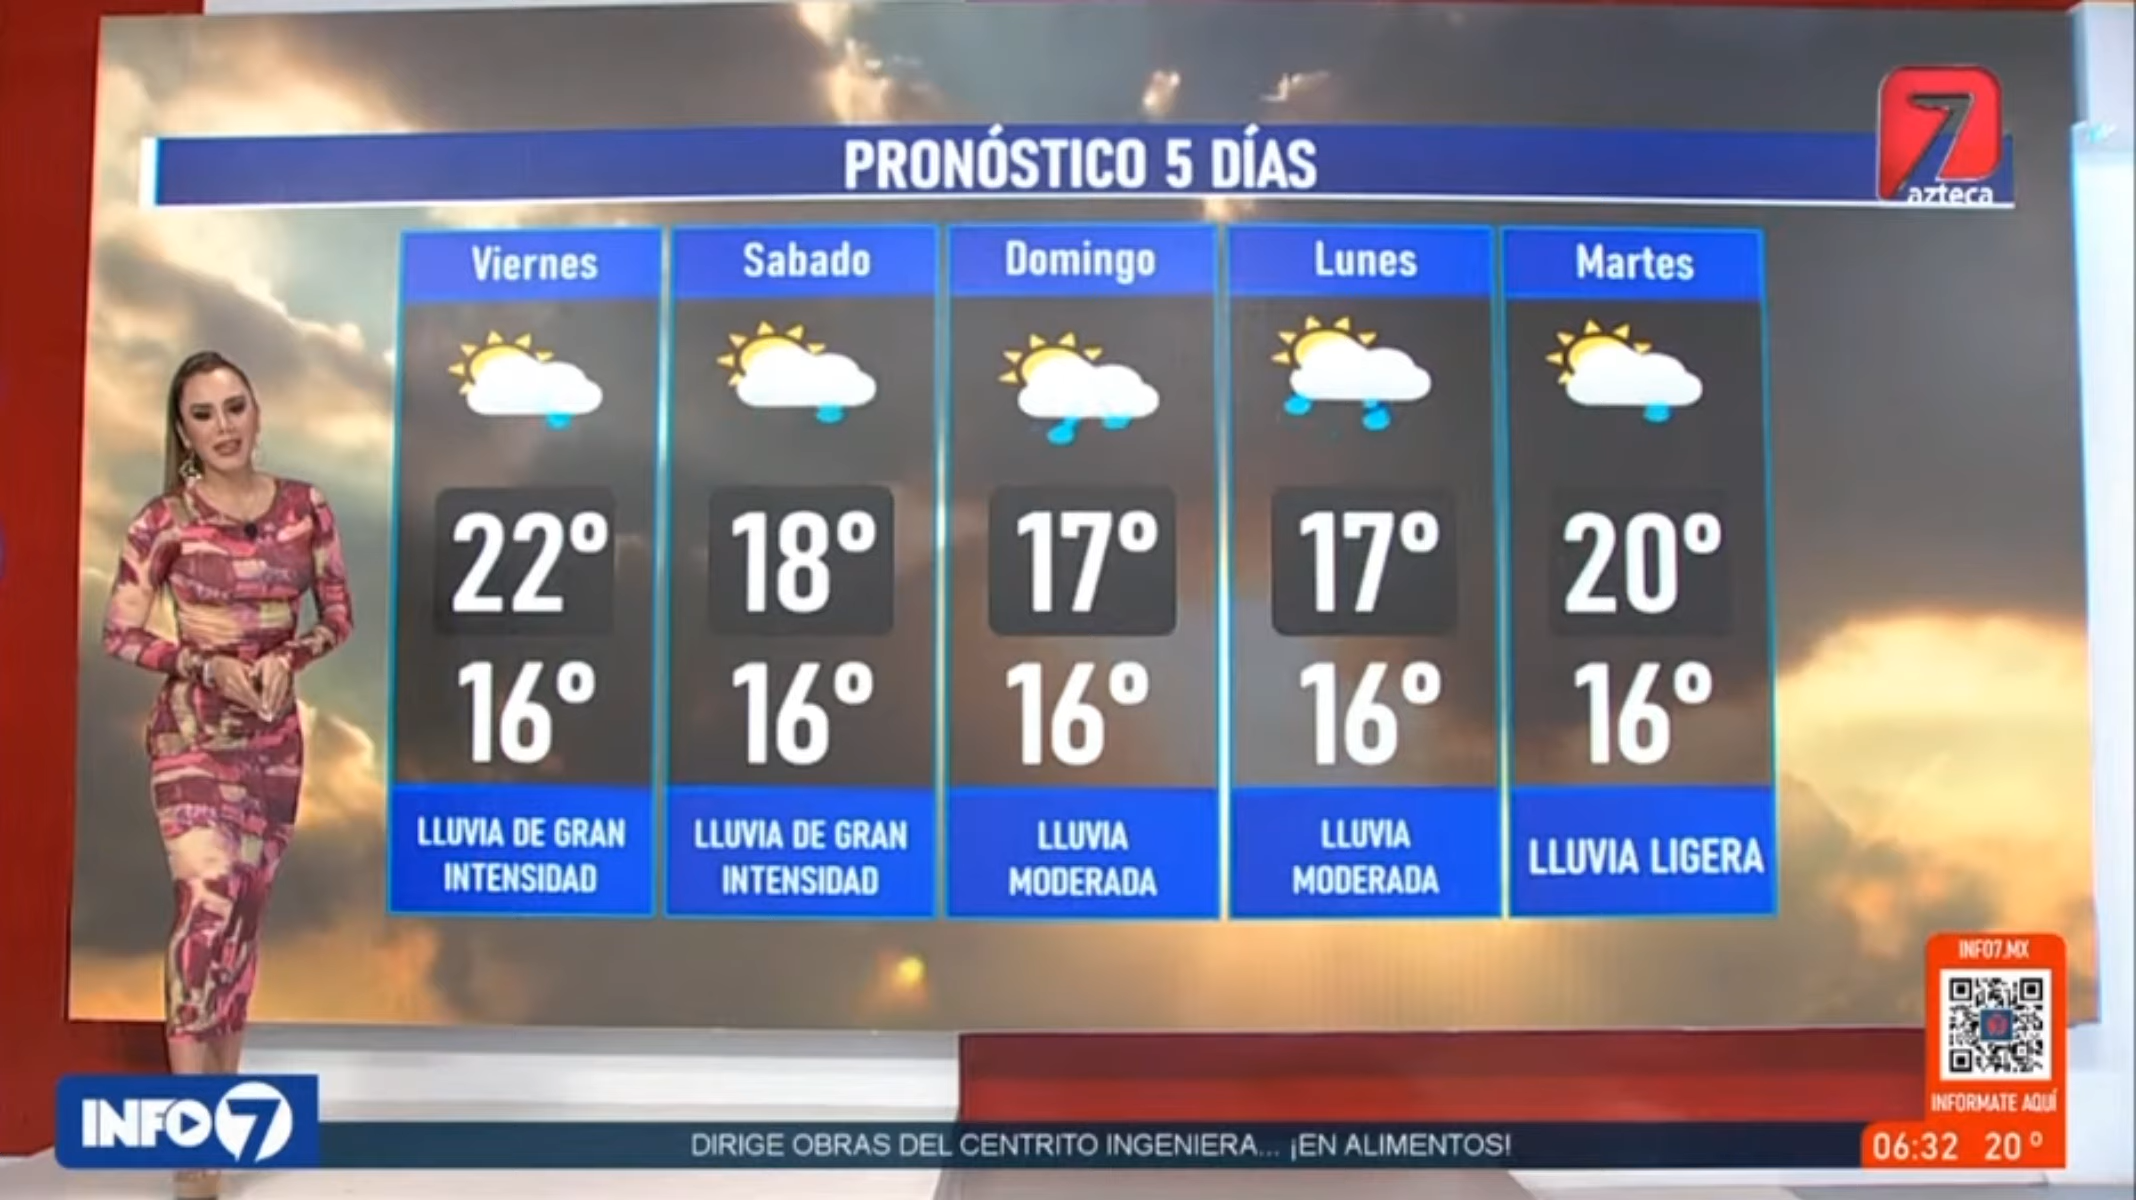 PRONÓSTICO 5 DÍAS
7
azteca
Viernes
Sabado
Domingo
Lunes
Martes
22°
18°
17°
17°
20°
16°
16°
16°
16°
16°
LLUVIA DE GRAN
INTENSIDAD
LLUVIA DE GRAN
INTENSIDAD
LLUVIA
MODERADA
LLUVIA
MODERADA
LLUVIA LIGERA
INFO7.MX
INFORMATE AQUÍ
INFO 7
DIRIGE OBRAS DEL CENTRITO INGENIERA... ¡EN ALIMENTOS!
06:32 20°